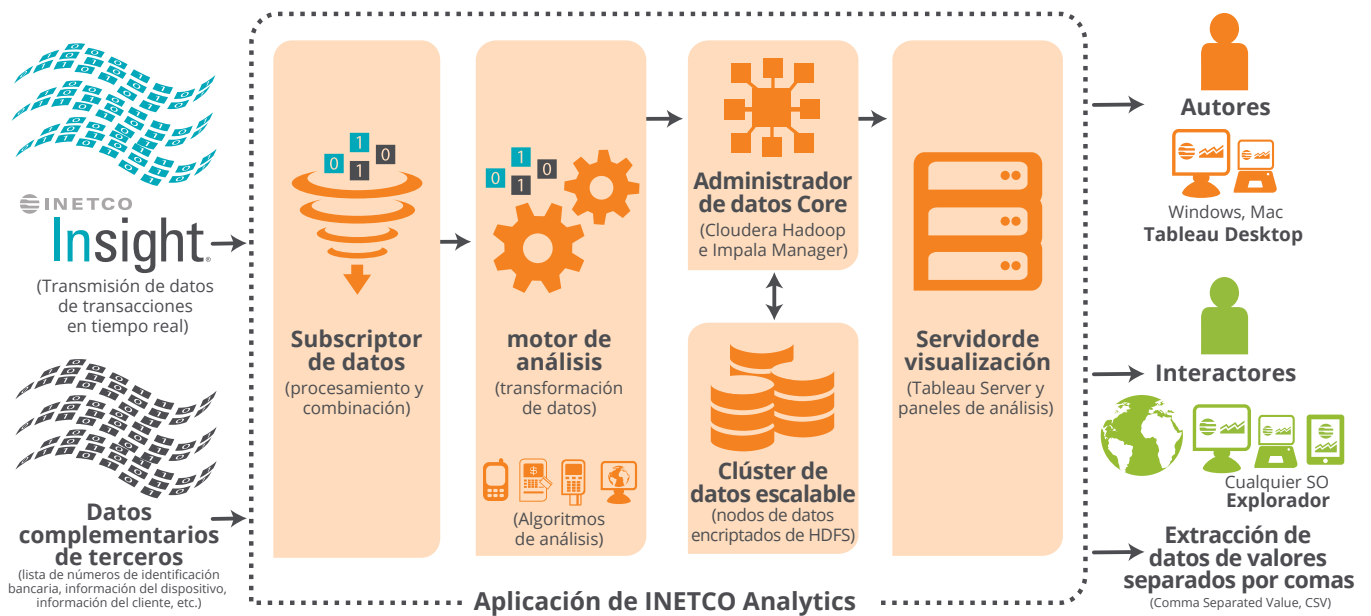 INETCO
Insight®
(Transmisión de datos
de transacciones
en tiempo real)
Datos
complementarios
de terceros
(lista de números de identificación
bancaria, información del dispositivo,
información del cliente, etc.)
1
0
0
1
Subscriptor
de datos
(procesamiento y
combinación)
1
0
0
1
motor de
análisis
(transformación
de datos)
$
(Algoritmos
de análisis)
Administrador
de datos Core
(Cloudera Hadoop
e Impala Manager)
Clúster de
datos escalable
(nodos de datos
encriptados de HDFS)
Servidorde
visualización
(Tableau Server y
paneles de análisis)
Aplicación de INETCO Analytics
Autores
Windows, Mac
Tableau Desktop
Interactores
Cualquier SO
Explorador
Extracción de
datos de valores
separados por comas
(Comma Separated Value, CSV)